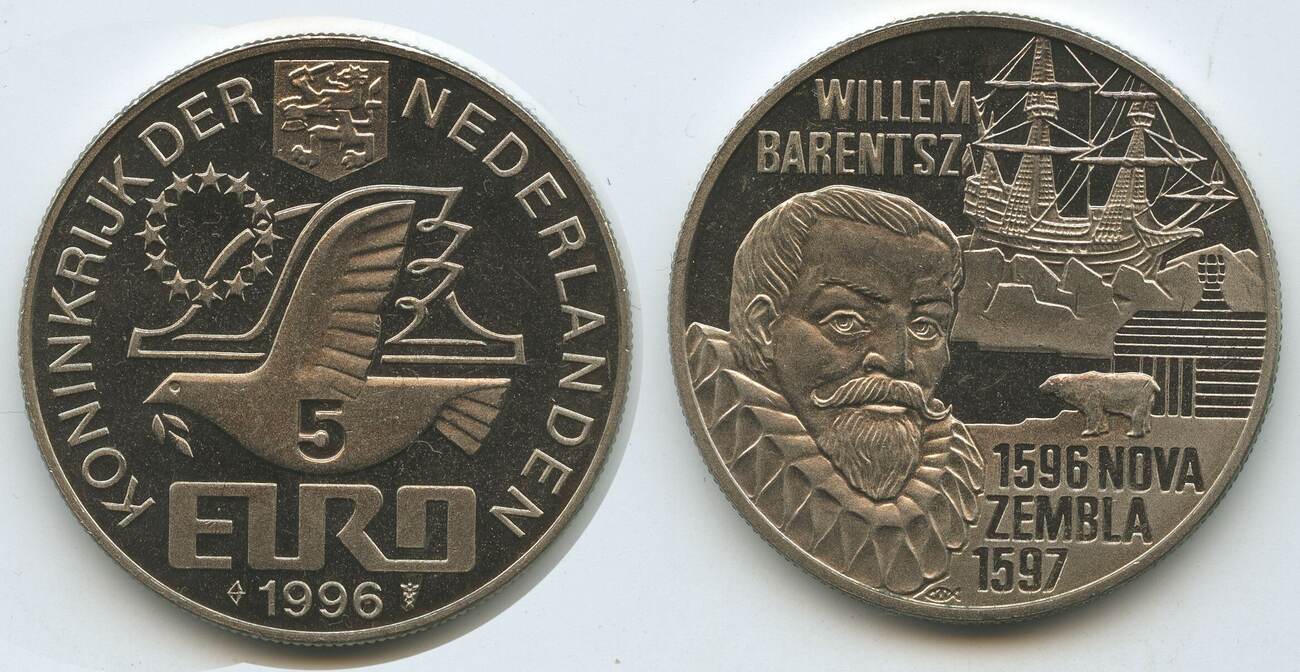 KONINKRIJK DER NEDERLANDEN
5
EURO
1996
WILLEM
BARENTSZ
1596 NOVA
ZEMBLA
1597